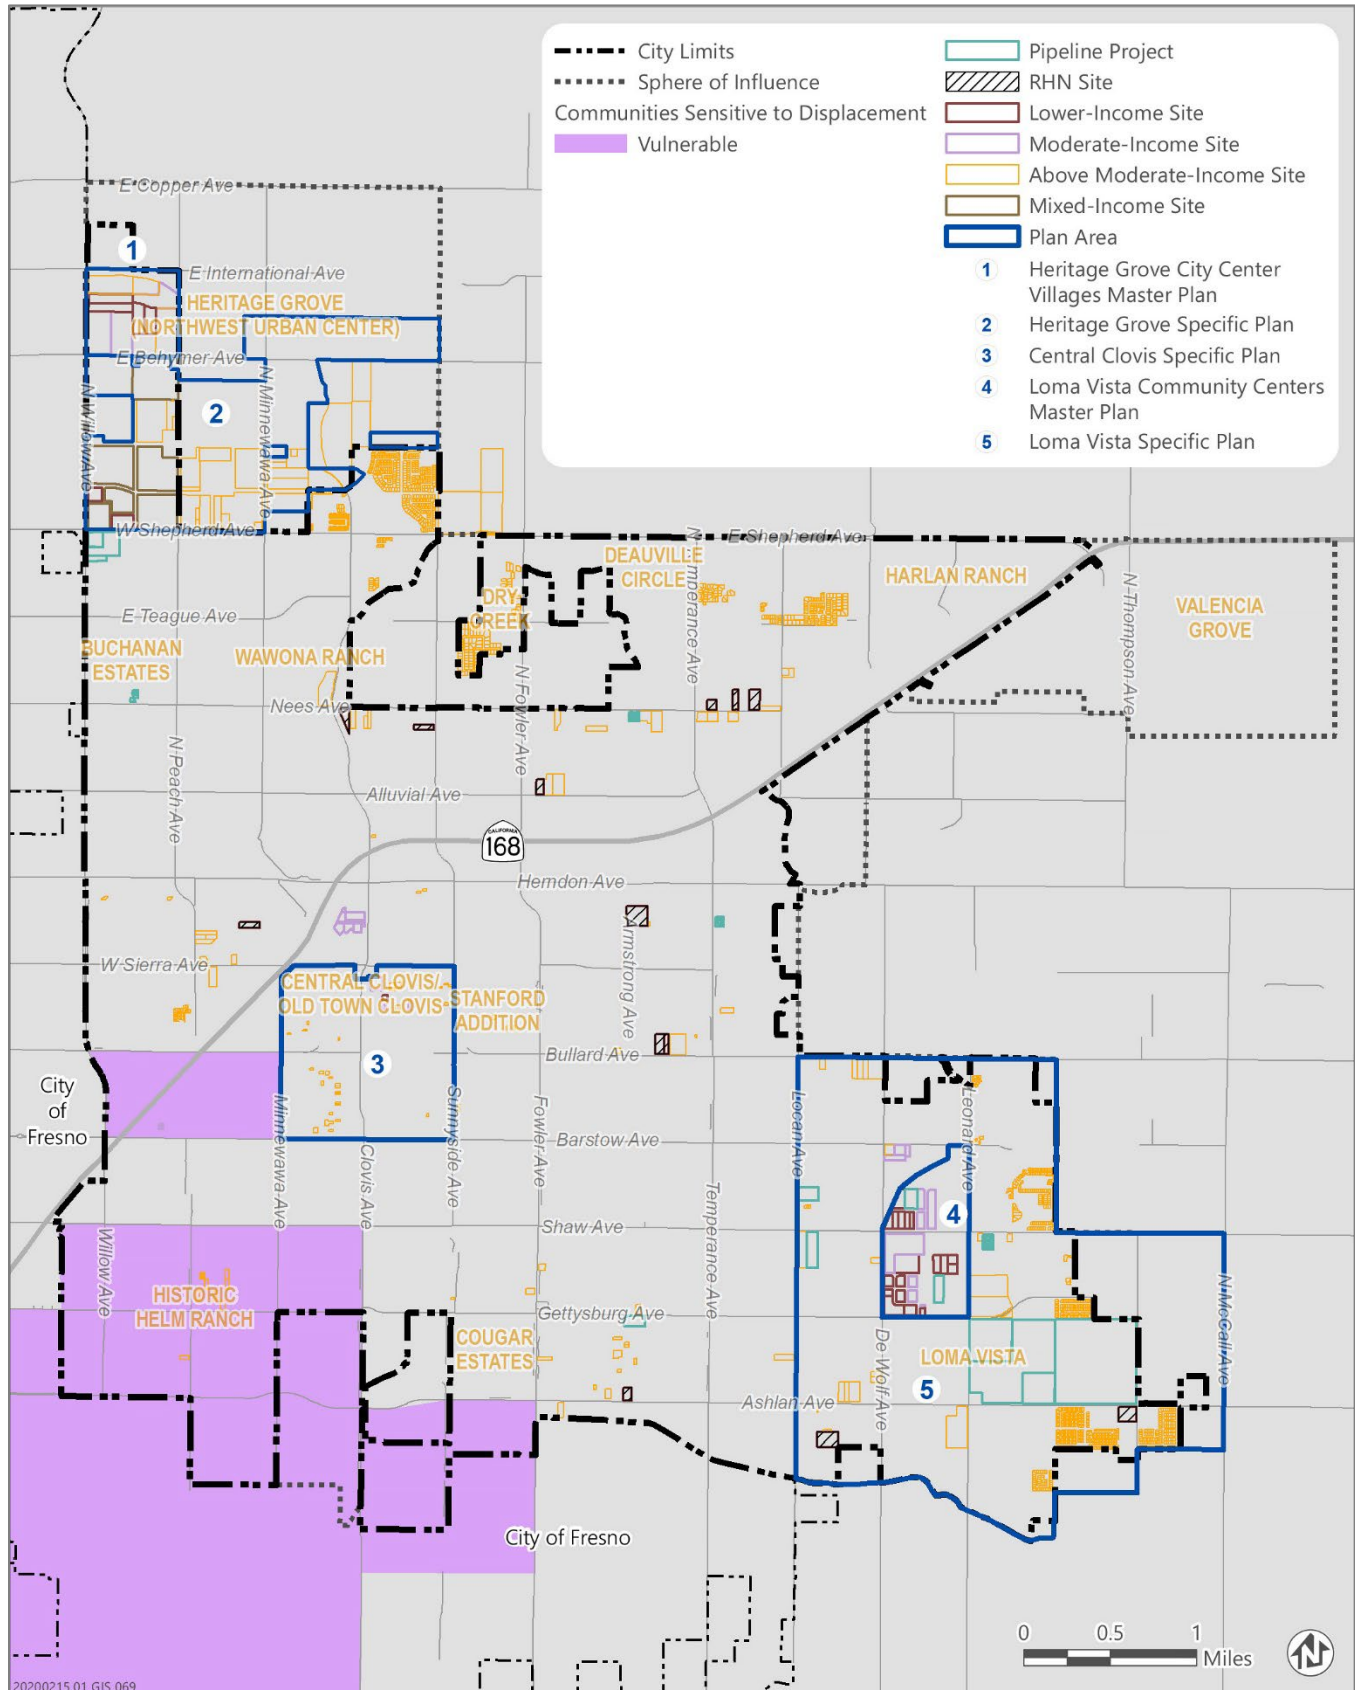 City Limits
Sphere of Influence
Communities Sensitive to Displacement
Vulnerable
Pipeline Project
RHN Site
Lower-Income Site
Moderate-Income Site
Above Moderate-Income Site
Mixed-Income Site
Plan Area
1 Heritage Grove City Center
Villages Master Plan
2 Heritage Grove Specific Plan
3 Central Clovis Specific Plan
4 Loma Vista Community Centers
Master Plan
5 Loma Vista Specific Plan
E Copper Ave
1
E International Ave
HERITAGE GROVE
(NORTHWEST URBAN CENTER)
E Behymer Ave
N Willow Ave
N Minnewawa Ave
2
W Shepherd Ave
E Shepherd Ave
N Temperance Ave
DEAUVILLE
CIRCLE
HARLAN RANCH
DRY
CREEK
N Thompson Ave
VALENCIA
GROVE
E Teague Ave
BUCHANAN
ESTATES
WAWONA RANCH
Nees Ave
N Fowler Ave
N Peach Ave
Alluvial Ave
CALIFORNIA
168
Herndon Ave
Armstrong Ave
W Sierra Ave
CENTRAL CLOVIS/
OLD TOWN CLOVIS
STANFORD
ADDITION
3
Bullard Ave
City
of
Fresno
Minnewawa Ave
Clovis Ave
Sunnyside Ave
Fowler Ave
Barstow Ave
Locan Ave
Leonard Ave
Temperance Ave
Shaw Ave
4
Willow Ave
HISTORIC
HELM RANCH
Gettysburg Ave
COUGAR
ESTATES
De Wolf Ave
LOMA VISTA
N McCall Ave
5
Ashlan Ave
City of Fresno
0 0.5 1
Miles
N
20200215.01 GIS 069